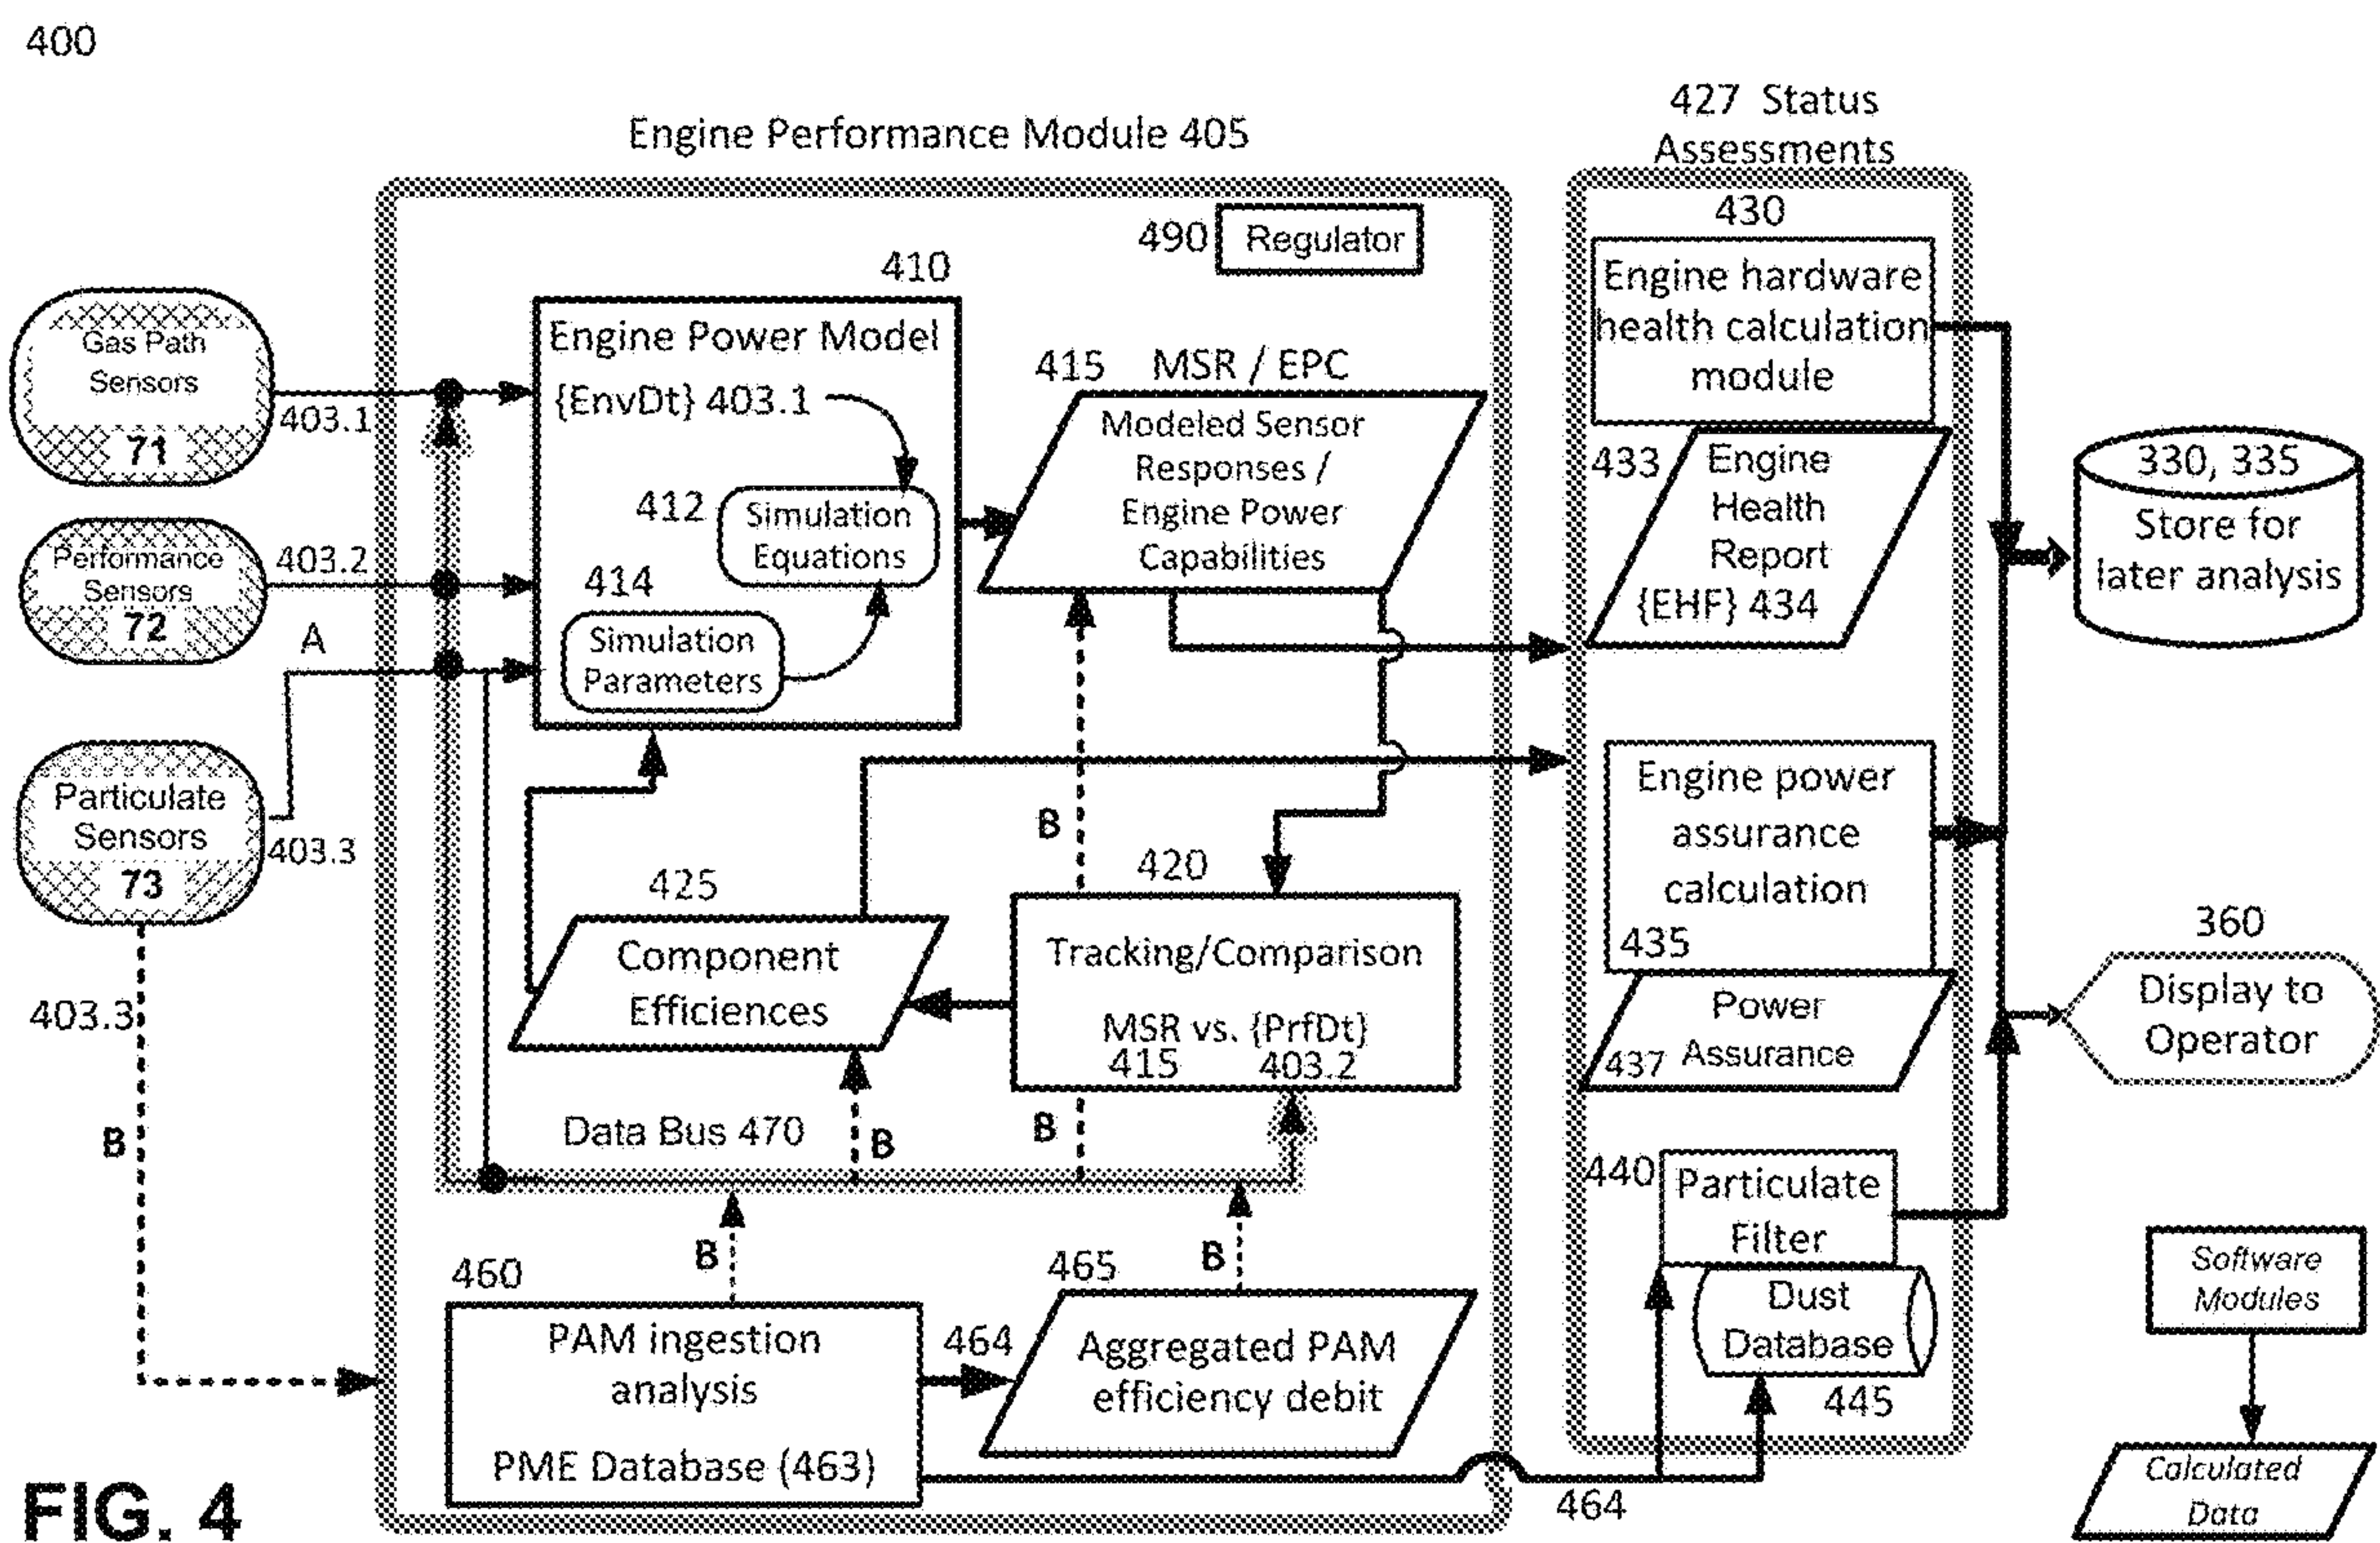 400
Engine Performance Module 405
427 Status
Assessments
490
Regulator
410
Engine Power Model
{EnvDt} 403.1
412
Simulation
Equations
414
Simulation
Parameters
Gas Path
Sensors
71
403.1
Performance
Sensors
72
403.2
A
Particulate
Sensors
73
403.3
403.3
B
415 MSR / EPC
Modeled Sensor
Responses /
Engine Power
Capabilities
B
420
Tracking/Comparison
MSR vs. {PrfDt}
415 403.2
425
Component
Efficiences
Data Bus 470
B
B
B
B
460
PAM ingestion
analysis
PME Database (463)
464
465
Aggregated PAM
efficiency debit
464
430
Engine hardware
health calculation
module
433
Engine
Health
Report
{EHF} 434
Engine power
assurance
calculation
435
Power
437 Assurance
440
Particulate
Filter
Dust
Database
445
330, 335
Store for
later analysis
360
Display to
Operator
Software
Modules
Calculated
Data
FIG. 4